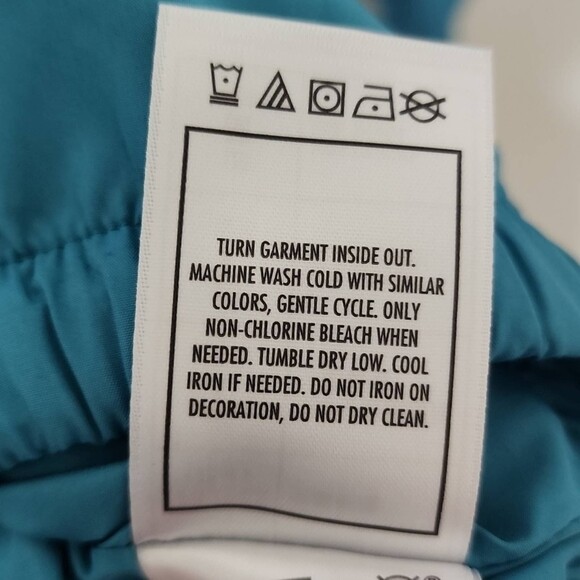 TURN GARMENT INSIDE OUT.
MACHINE WASH COLD WITH SIMILAR
COLORS, GENTLE CYCLE. ONLY
NON-CHLORINE BLEACH WHEN
NEEDED. TUMBLE DRY LOW. COOL
IRON IF NEEDED. DO NOT IRON ON
DECORATION, DO NOT DRY CLEAN.